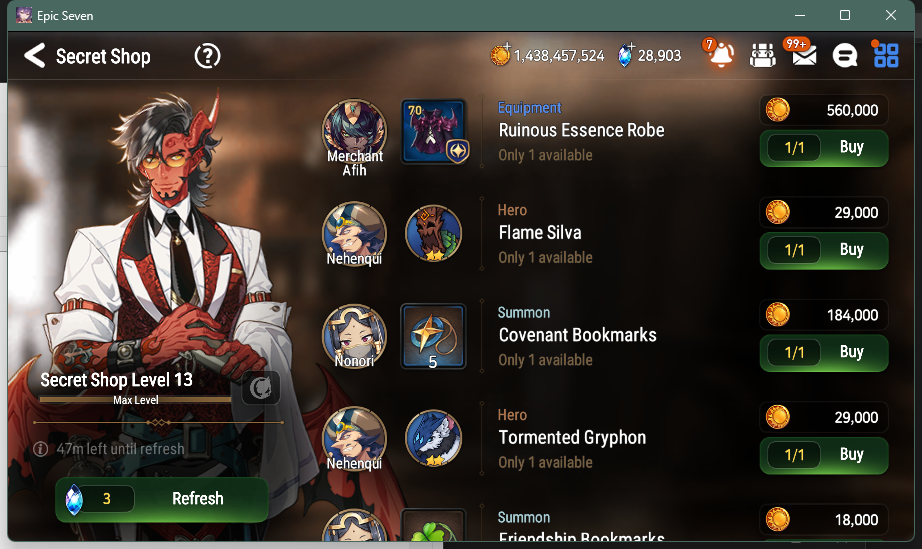 Epic Seven
Secret Shop
?
1,438,457,524
28,903
7
99+
Merchant
Afih
70
Equipment
Ruinous Essence Robe
Only 1 available
560,000
1/1
Buy
Nehenqui
Hero
Flame Silva
Only 1 available
29,000
1/1
Buy
Nonori
5
Summon
Covenant Bookmarks
Only 1 available
184,000
1/1
Buy
Nehenqui
Hero
Tormented Gryphon
Only 1 available
29,000
1/1
Buy
Summon
Friendship Bookmarks
18,000
Secret Shop Level 13
Max Level
47m left until refresh
3
Refresh